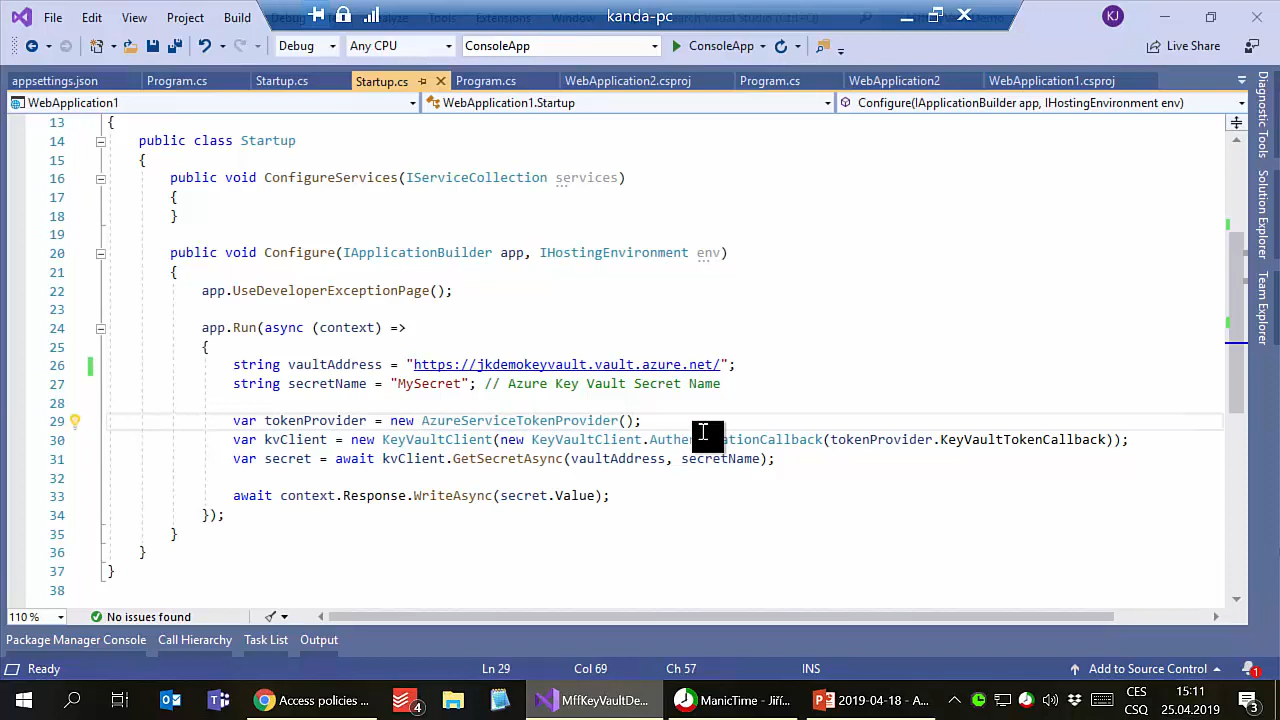 kanda-pc
File Edit View Project Build
KJ
Debug Any CPU ConsoleApp ConsoleApp Live Share
appsettings.json Program.cs Startup.cs Startup.cs Program.cs WebApplication2.csproj Program.cs WebApplication2 WebApplication1.csproj
WebApplication1 WebApplication1.Startup Configure(IApplicationBuilder app, IHostingEnvironment env)
13 {
14 public class Startup
15 {
16 public void ConfigureServices(IServiceCollection services)
17 {
18 }
19
20 public void Configure(IApplicationBuilder app, IHostingEnvironment env)
21 {
22 app.UseDeveloperExceptionPage();
23
24 app.Run(async (context) =>
25 {
26 string vaultAddress = "https://jkdemokeyvault.vault.azure.net/";
27 string secretName = "MySecret"; // Azure Key Vault Secret Name
28
29 var tokenProvider = new AzureServiceTokenProvider();
30 var kvClient = new KeyVaultClient(new KeyVaultClient.AuthenticationCallback(tokenProvider.KeyVaultTokenCallback));
31 var secret = await kvClient.GetSecretAsync(vaultAddress, secretName);
32
33 await context.Response.WriteAsync(secret.Value);
34 });
35 }
36 }
37 }
38
Diagnostic Tools
Solution Explorer
Team Explorer
110 % No issues found
Package Manager Console Call Hierarchy Task List Output
Ready Ln 29 Col 69 Ch 57 INS Add to Source Control 1
Access policies 4 MffKeyVaultDe... ManicTime - Jiř... 2019-04-18 - A... CES 15:11
CSQ 25.04.2019 3